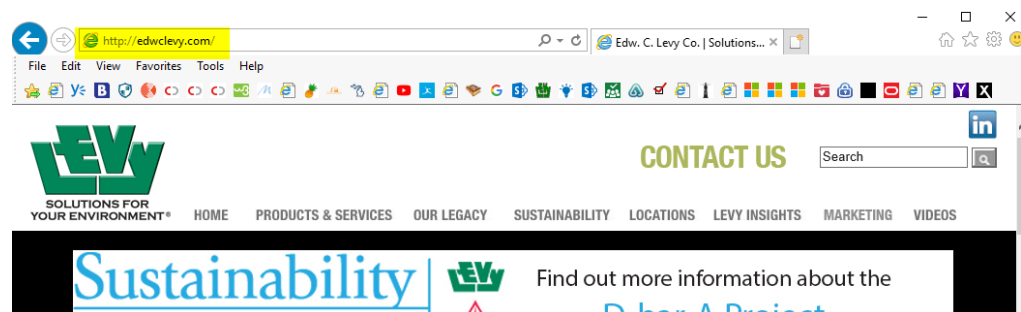 http://edwclevy.com/
Edw. C. Levy Co. | Solutions...
File Edit View Favorites Tools Help
LEVY
in
CONTACT US
Search
SOLUTIONS FOR
YOUR ENVIRONMENT®
HOME PRODUCTS & SERVICES OUR LEGACY SUSTAINABILITY LOCATIONS LEVY INSIGHTS MARKETING VIDEOS
Sustainability
LEVY
Find out more information about the